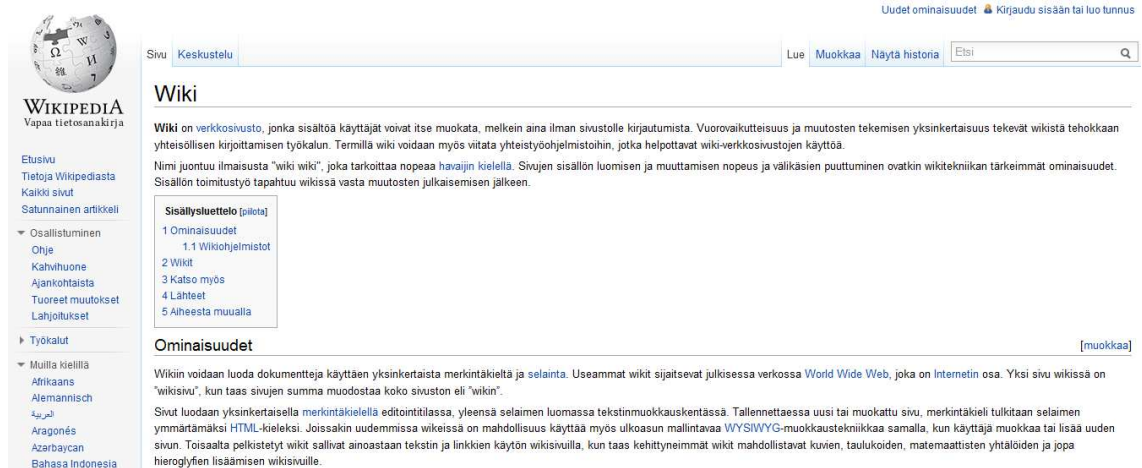 Uudet ominaisuudet Kirjaudu sisään tai luo tunnus
Sivu Keskustelu Lue Muokkaa Näytä historia Etsi
WIKIPEDIA
Vapaa tietosanakirja
Etusivu
Tietoja Wikipediasta
Kaikki sivut
Satunnainen artikkeli
Osallistuminen
Ohje
Kahvihuone
Ajankohtaista
Tuoreet muutokset
Lahjoitukset
Työkalut
Muilla kielillä
Afrikaans
Alemannisch
العربية
Aragonés
Azərbaycan
Bahasa Indonesia
Wiki
Wiki on verkkosivusto, jonka sisältöä käyttäjät voivat itse muokata, melkein aina ilman sivustolle kirjautumista. Vuorovaikutteisuus ja muutosten tekemisen yksinkertaisuus tekevät wikistä tehokkaan
yhteisöllisen kirjoittamisen työkalun. Termillä wiki voidaan myös viitata yhteistyöohjelmistoihin, jotka helpottavat wiki-verkkosivustojen käyttöä.
Nimi juontuu ilmaisusta "wiki wiki", joka tarkoittaa nopeaa havaijin kielellä. Sivujen sisällön luomisen ja muuttamisen nopeus ja välikäsien puuttuminen ovatkin wikitekniikan tärkeimmät ominaisuudet.
Sisällön toimitustyö tapahtuu wikissä vasta muutosten julkaisemisen jälkeen.
Sisällysluettelo [piilota]
1 Ominaisuudet
1.1 Wikiohjelmistot
2 Wikit
3 Katso myös
4 Lähteet
5 Aiheesta muualla
Ominaisuudet [muokkaa]
Wikiin voidaan luoda dokumentteja käyttäen yksinkertaista merkintäkieltä ja selainta. Useammat wikit sijaitsevat julkisessa verkossa World Wide Web, joka on Internetin osa. Yksi sivu wikissä on
"wikisivu", kun taas sivujen summa muodostaa koko sivuston eli "wikin".
Sivut luodaan yksinkertaisella merkintäkielellä editointitilassa, yleensä selaimen luomassa tekstinmuokkauskentässä. Tallennettaessa uusi tai muokattu sivu, merkintäkieli tulkitaan selaimen
ymmärtämäksi HTML-kieleksi. Joissakin uudemmissa wikeissä on mahdollisuus käyttää myös ulkoasun mallintavaa WYSIWYG-muokkaustekniikkaa samalla, kun käyttäjä muokkaa tai lisää uuden
sivun. Toisaalta pelkistetyt wikit sallivat ainoastaan tekstin ja linkkien käytön wikisivuilla, kun taas kehittyneimmät wikit mahdollistavat kuvien, taulukoiden, matemaattisten yhtälöiden ja jopa
hieroglyfien lisäämisen wikisivuille.